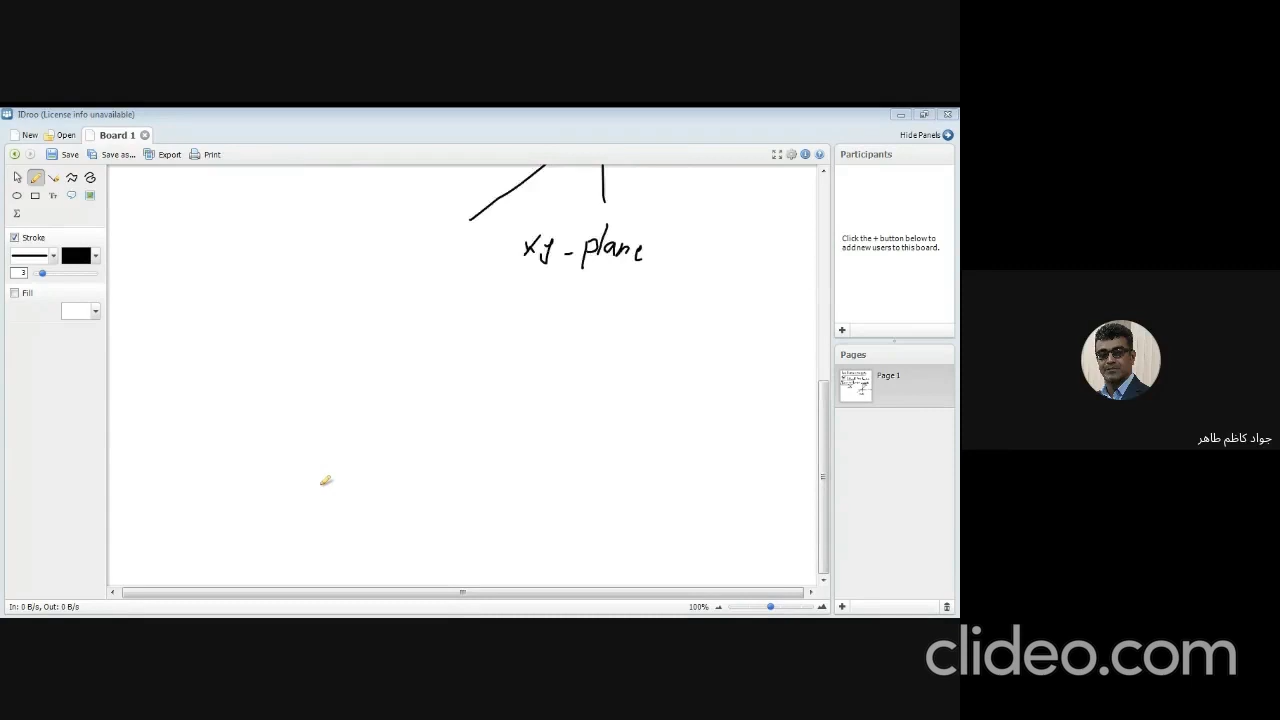 IDroo (License info unavailable)
New Open Board 1 Hide Panels
Save Save as... Export Print Participants
xy - plane
Stroke
3
Fill
Click the + button below to
add new users to this board.
Pages
Page 1
جواد كاظم طاهر
In: 0 B/s, Out: 0 B/s 100%
clideo.com